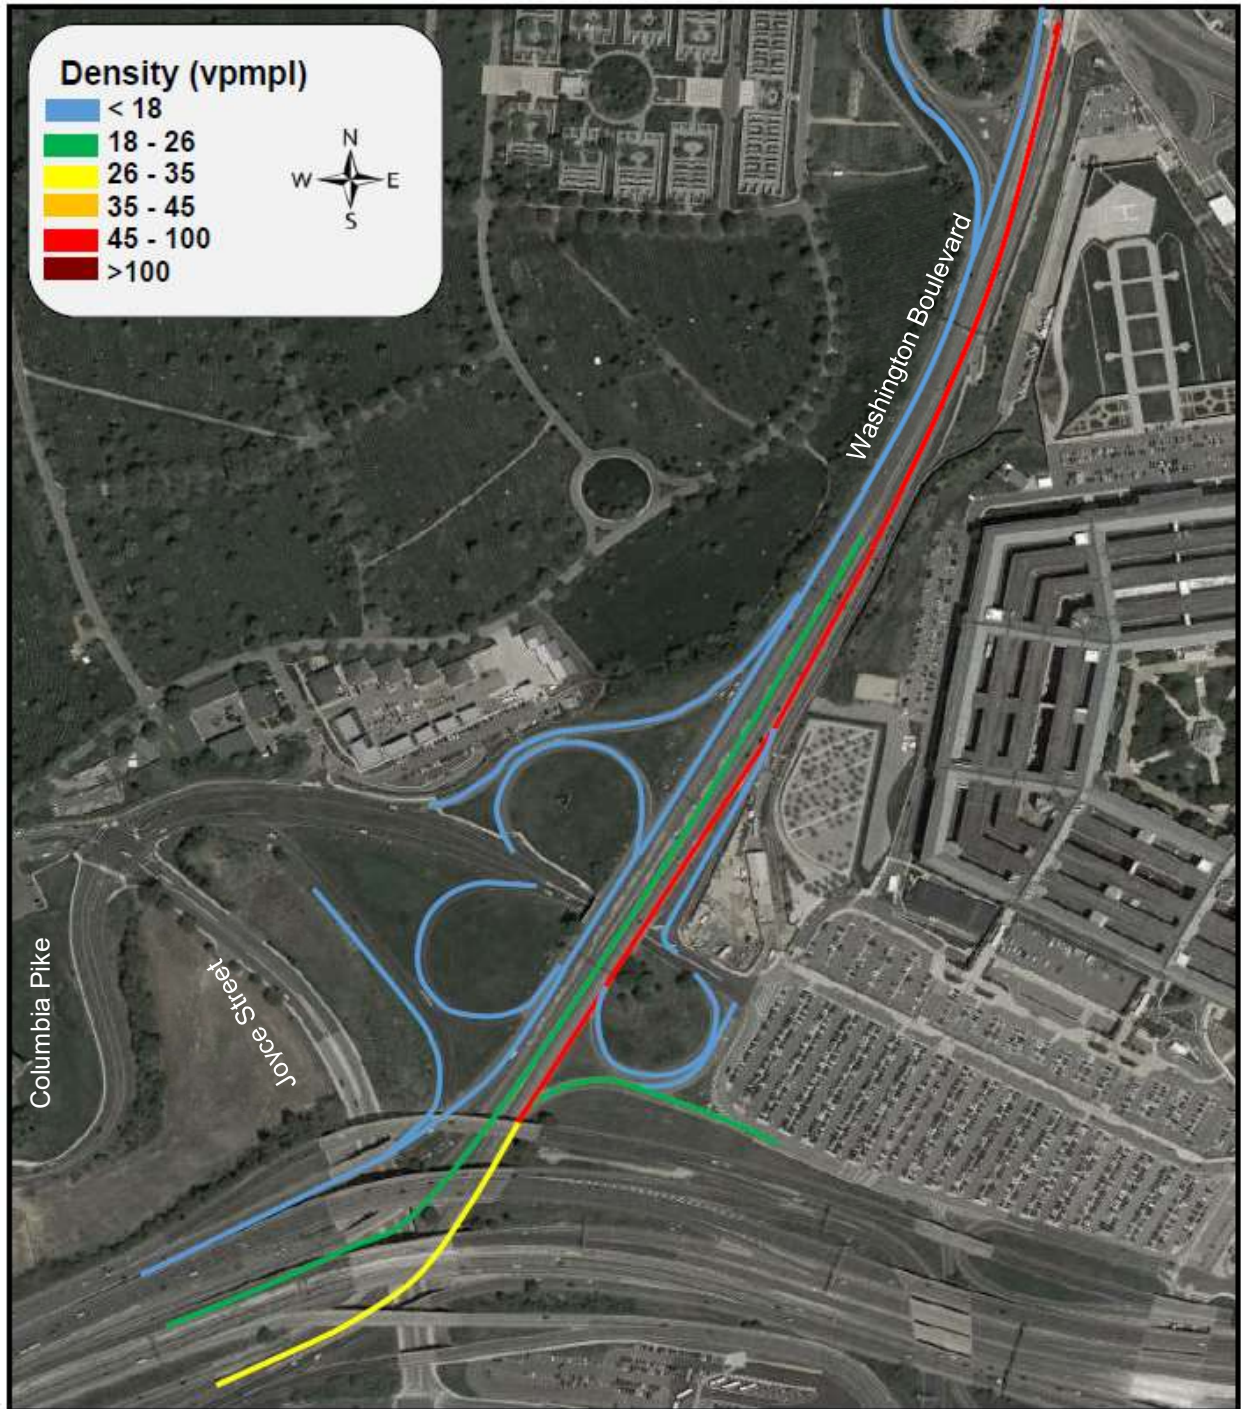 Density (vpmpl)
< 18
18 - 26
26 - 35
35 - 45
45 - 100
>100
N
W E
S
Washington Boulevard
Columbia Pike
Joyce Street
H